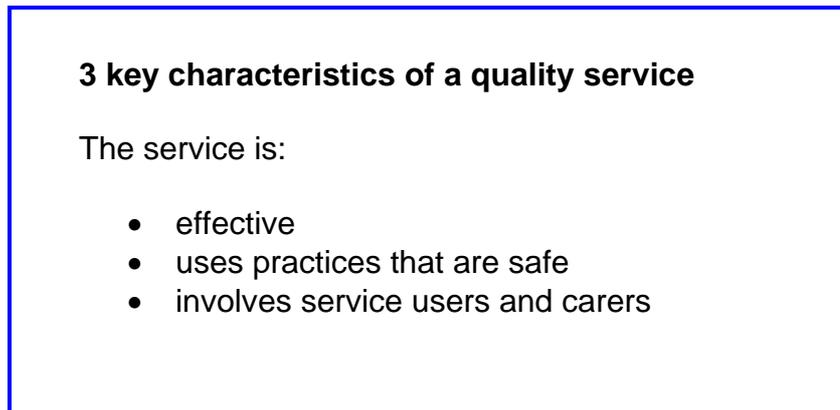 3 key characteristics of a quality service
The service is:
• effective
• uses practices that are safe
• involves service users and carers